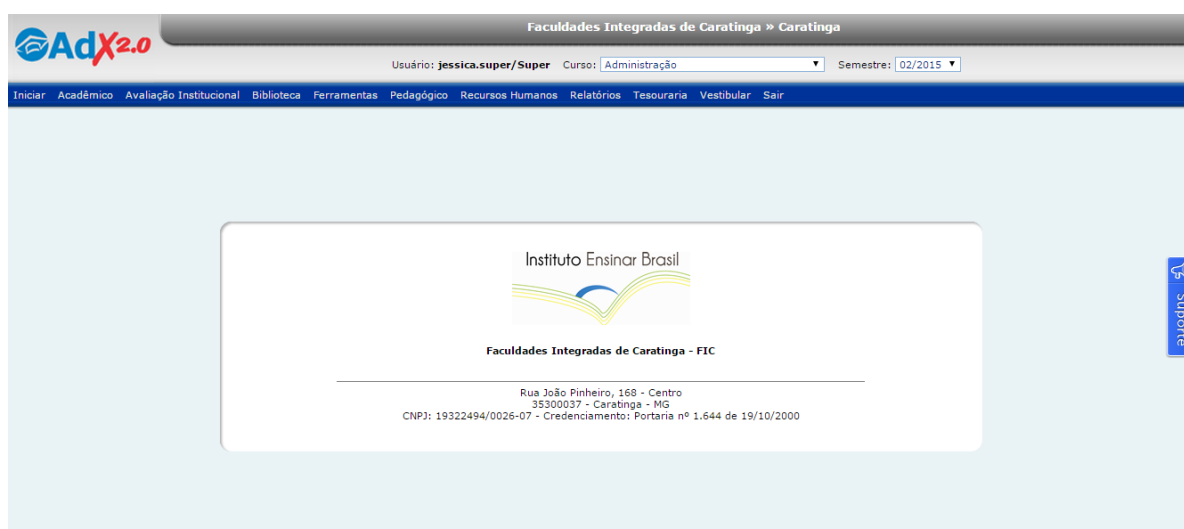 Faculdades Integradas de Caratinga » Caratinga
AdX2.0
Usuário: jessica.super/Super Curso: Administração Semestre: 02/2015
Iniciar Acadêmico Avaliação Institucional Biblioteca Ferramentas Pedagógico Recursos Humanos Relatórios Tesouraria Vestibular Sair
Instituto Ensinar Brasil
Suporte
Faculdades Integradas de Caratinga - FIC
Rua João Pinheiro, 168 - Centro
35300037 - Caratinga - MG
CNPJ: 19322494/0026-07 - Credenciamento: Portaria nº 1.644 de 19/10/2000